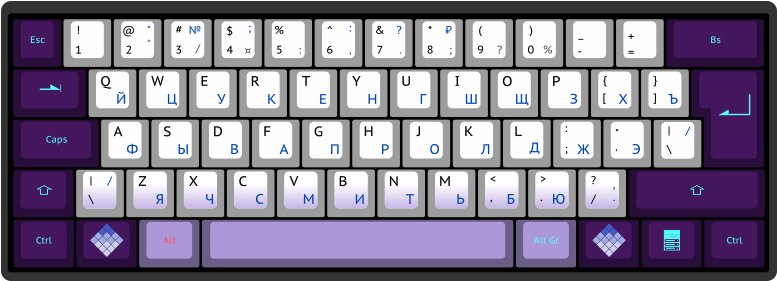 Esc ! 1 @ " 2 " # № 3 / $ ; 4 ¤ % 5 : ^ : 6 , & ? 7 . * ₽ 8 ; ( 9 ? ) 0 % _ - + = Bs
Q Й W Ц E У R К T Е Y Н U Г I Ш O Щ P З { [ Х } ] Ъ
Caps A Ф S Ы D В F А G П H Р J О K Л L Д : ; Ж Э | / \
| / \ Z Я X Ч C С V М B И N Т M Ь < , Б > . Ю ? , / .
Ctrl Alt Alt Gr Ctrl